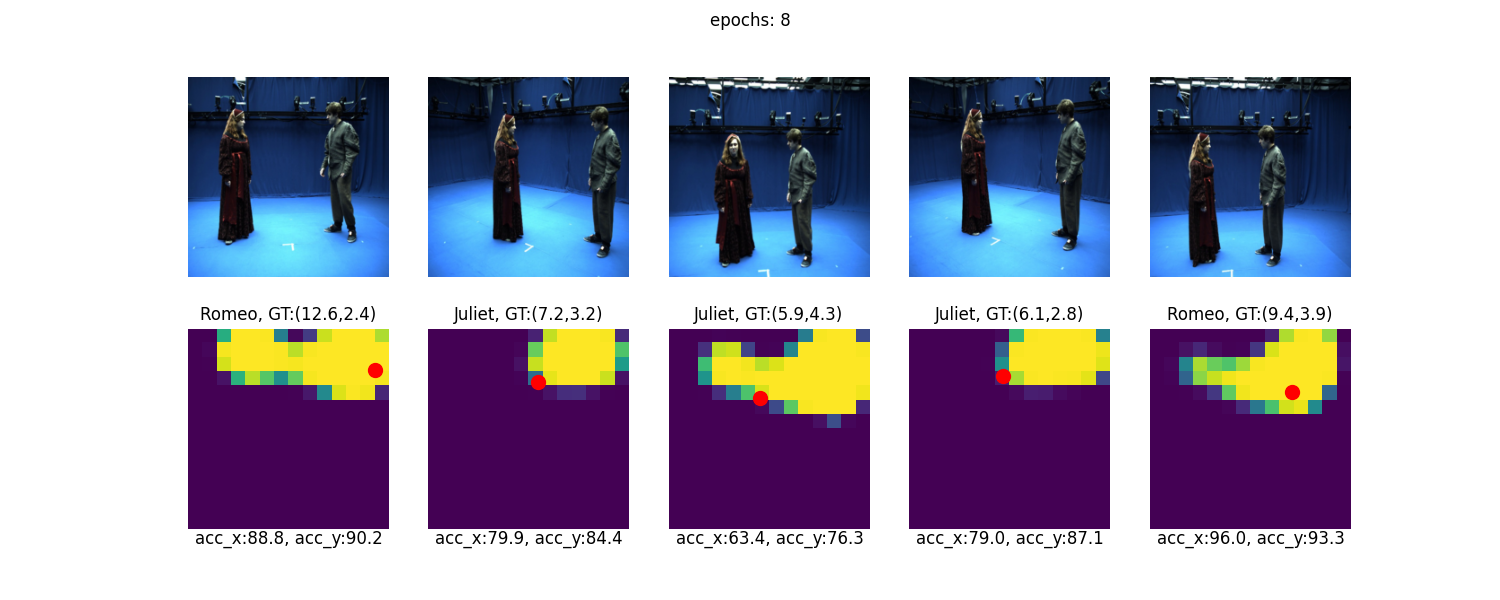 epochs: 8
Romeo, GT:(12.6,2.4)
Juliet, GT:(7.2,3.2)
Juliet, GT:(5.9,4.3)
Juliet, GT:(6.1,2.8)
Romeo, GT:(9.4,3.9)
acc_x:88.8, acc_y:90.2
acc_x:79.9, acc_y:84.4
acc_x:63.4, acc_y:76.3
acc_x:79.0, acc_y:87.1
acc_x:96.0, acc_y:93.3